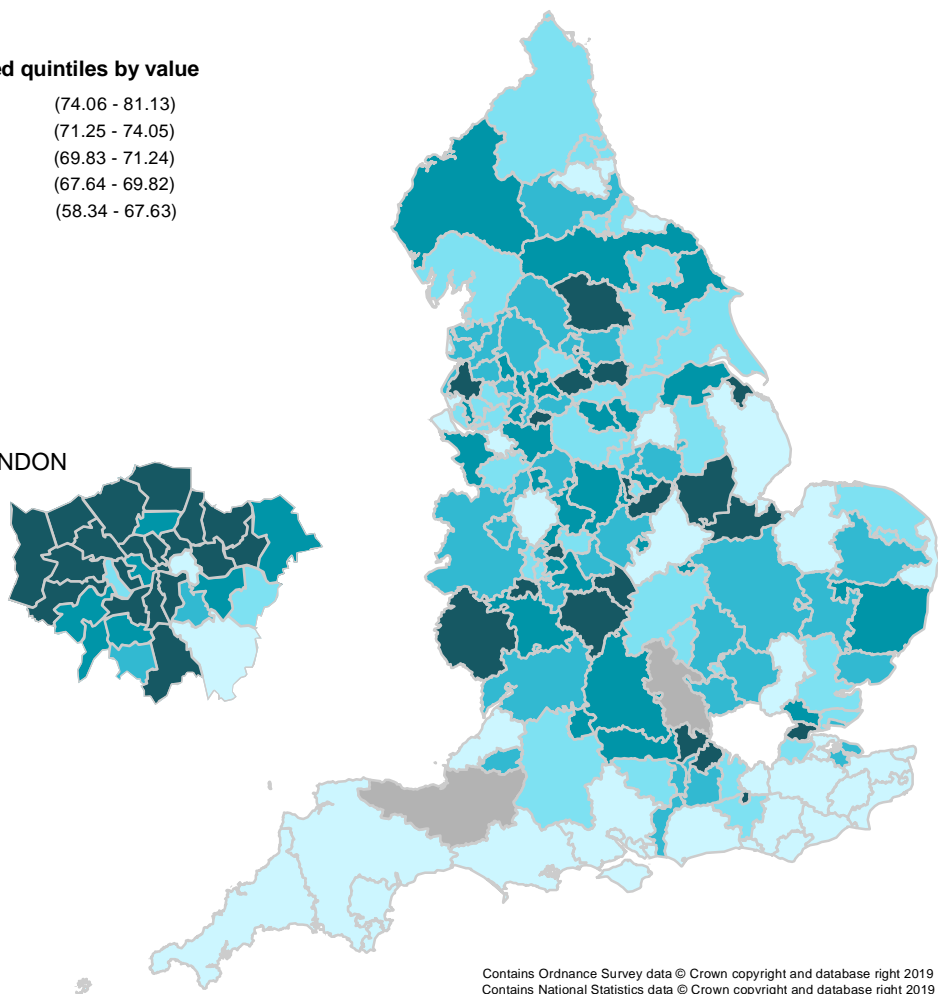 ed quintiles by value
(74.06 - 81.13)
(71.25 - 74.05)
(69.83 - 71.24)
(67.64 - 69.82)
(58.34 - 67.63)
NDON
Contains Ordnance Survey data © Crown copyright and database right 2019
Contains National Statistics data © Crown copyright and database right 2019